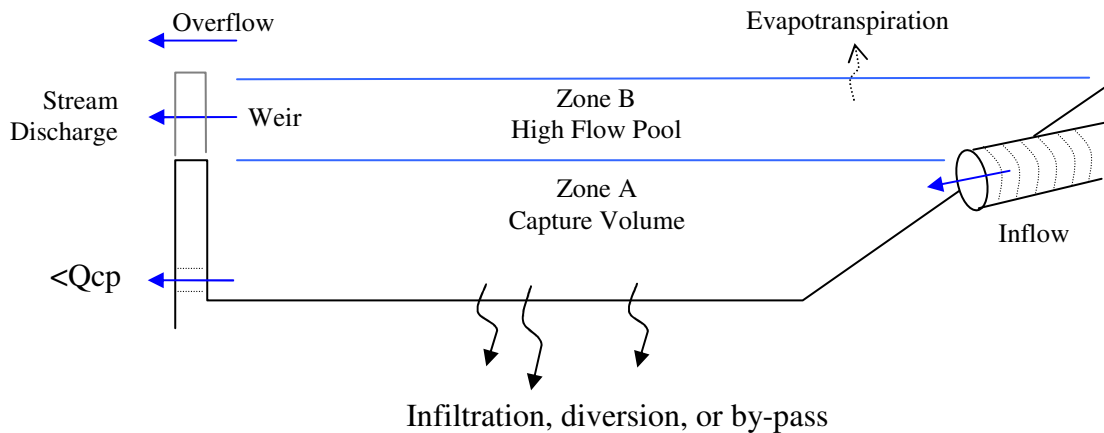 Overflow
Evapotranspiration
Stream
Discharge
Weir
Zone B
High Flow Pool
Zone A
Capture Volume
Inflow
<Qcp
Infiltration, diversion, or by-pass